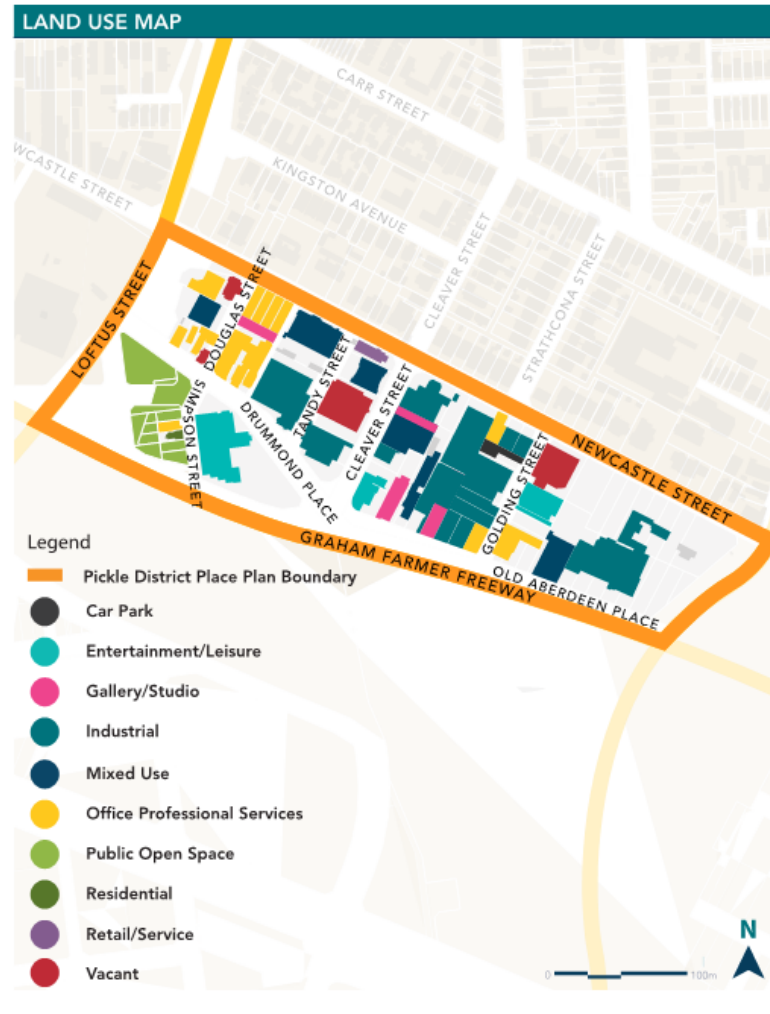 LAND USE MAP
CARR STREET
WCASTLE STREET
KINGSTON AVENUE
CLEAVER STREET
STRATHCONA STREET
LOFTUS STREET
DOUGLAS STREET
SIMPSON STREET
DRUMMOND PLACE
TANDY STREET
CLEAVER STREET
GOLDING STREET
NEWCASTLE STREET
GRAHAM FARMER FREEWAY
OLD ABERDEEN PLACE
Legend
Pickle District Place Plan Boundary
Car Park
Entertainment/Leisure
Gallery/Studio
Industrial
Mixed Use
Office Professional Services
Public Open Space
Residential
Retail/Service
Vacant
N
0 100m